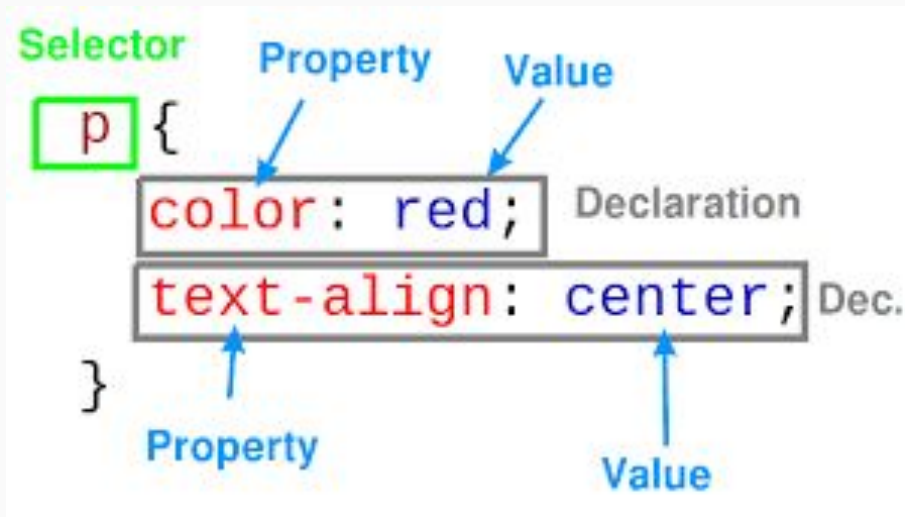 Selector
Property
Value
p {
color: red;
Declaration
text-align: center;
Dec.
}
Property
Value